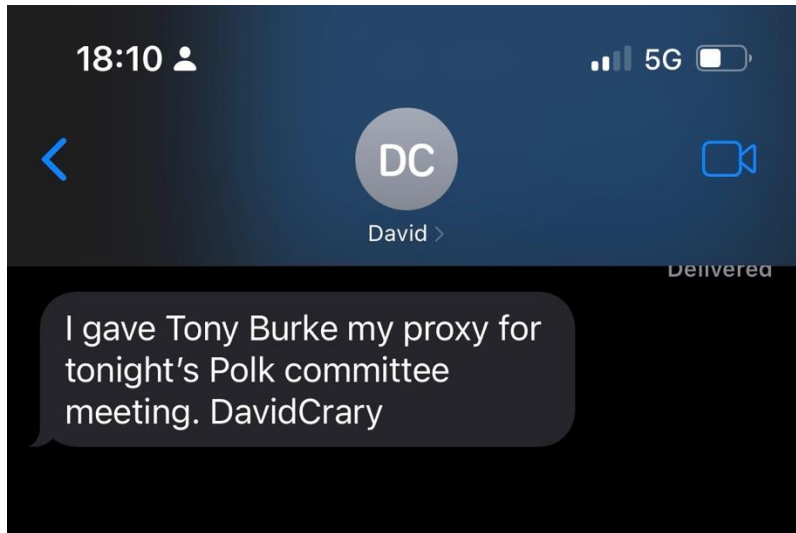 18:10 5G
DC
David >
Delivered
I gave Tony Burke my proxy for
tonight's Polk committee
meeting. DavidCrary